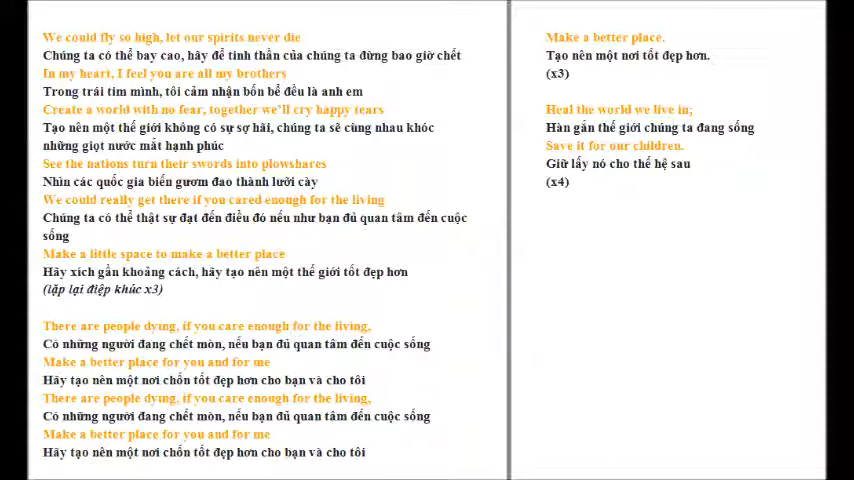 We could fly so high, let our spirits never die
Chúng ta có thể bay cao, hãy để tinh thần của chúng ta đừng bao giờ chết
In my heart, I feel you are all my brothers
Trong trái tim mình, tôi cảm nhận bốn bể đều là anh em
Create a world with no fear, together we'll cry happy tears
Tạo nên một thế giới không có sự sợ hãi, chúng ta sẽ cùng nhau khóc
những giọt nước mắt hạnh phúc
See the nations turn their swords into plowshares
Nhìn các quốc gia biến gươm đao thành lưỡi cày
We could really get there if you cared enough for the living
Chúng ta có thể thật sự đạt đến điều đó nếu như bạn đủ quan tâm đến cuộc
sống
Make a little space to make a better place
Hãy xích gần khoảng cách, hãy tạo nên một thế giới tốt đẹp hơn
(lặp lại điệp khúc x3)
There are people dying, if you care enough for the living,
Có những người đang chết mòn, nếu bạn đủ quan tâm đến cuộc sống
Make a better place for you and for me
Hãy tạo nên một nơi chốn tốt đẹp hơn cho bạn và cho tôi
There are people dying, if you care enough for the living,
Có những người đang chết mòn, nếu bạn đủ quan tâm đến cuộc sống
Make a better place for you and for me
Hãy tạo nên một nơi chốn tốt đẹp hơn cho bạn và cho tôi
Make a better place.
Tạo nên một nơi tốt đẹp hơn.
(x3)
Heal the world we live in;
Hàn gắn thế giới chúng ta đang sống
Save it for our children.
Giữ lấy nó cho thế hệ sau
(x4)